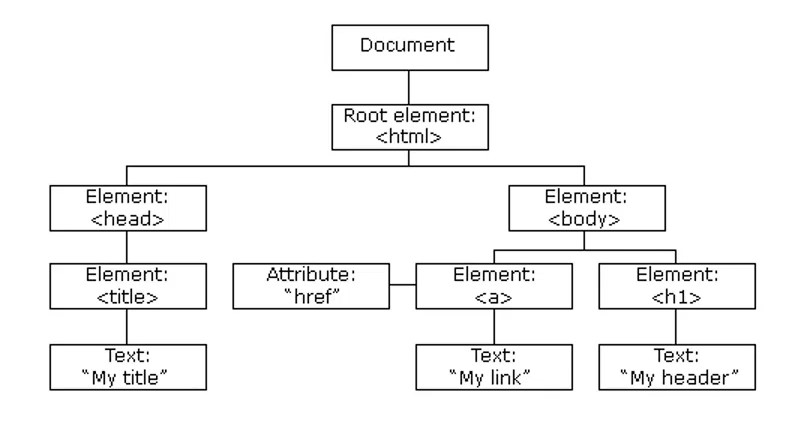 Document
Root element:
<html>
Element:
<head>
Element:
<body>
Element:
<title>
Attribute:
“href”
Element:
<a>
Element:
<h1>
Text:
“My title”
Text:
“My link”
Text:
“My header”